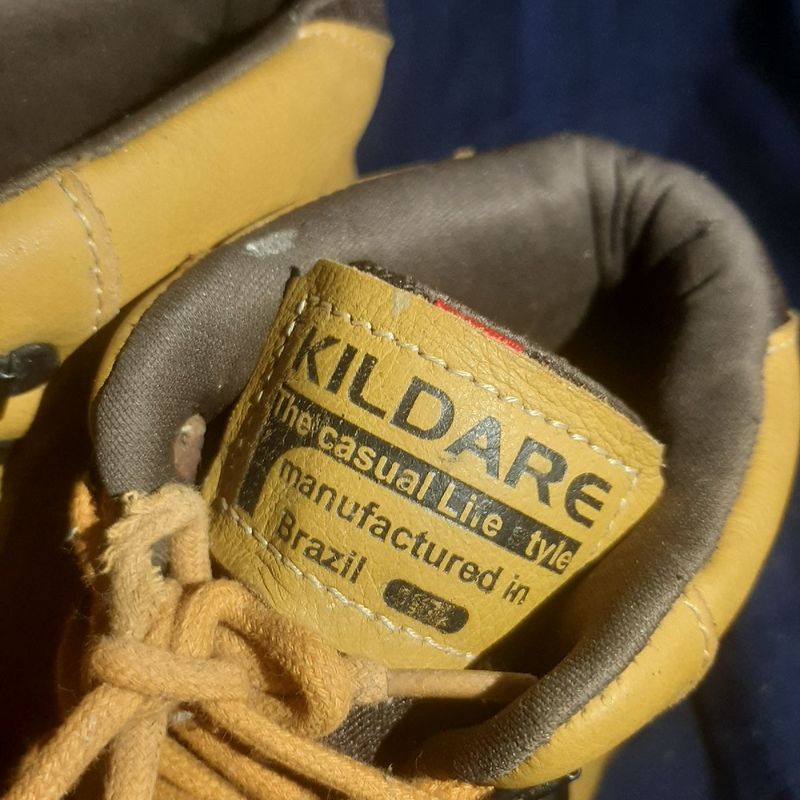 KILDARE
The casual Life tyle
manufactured in
Brazil